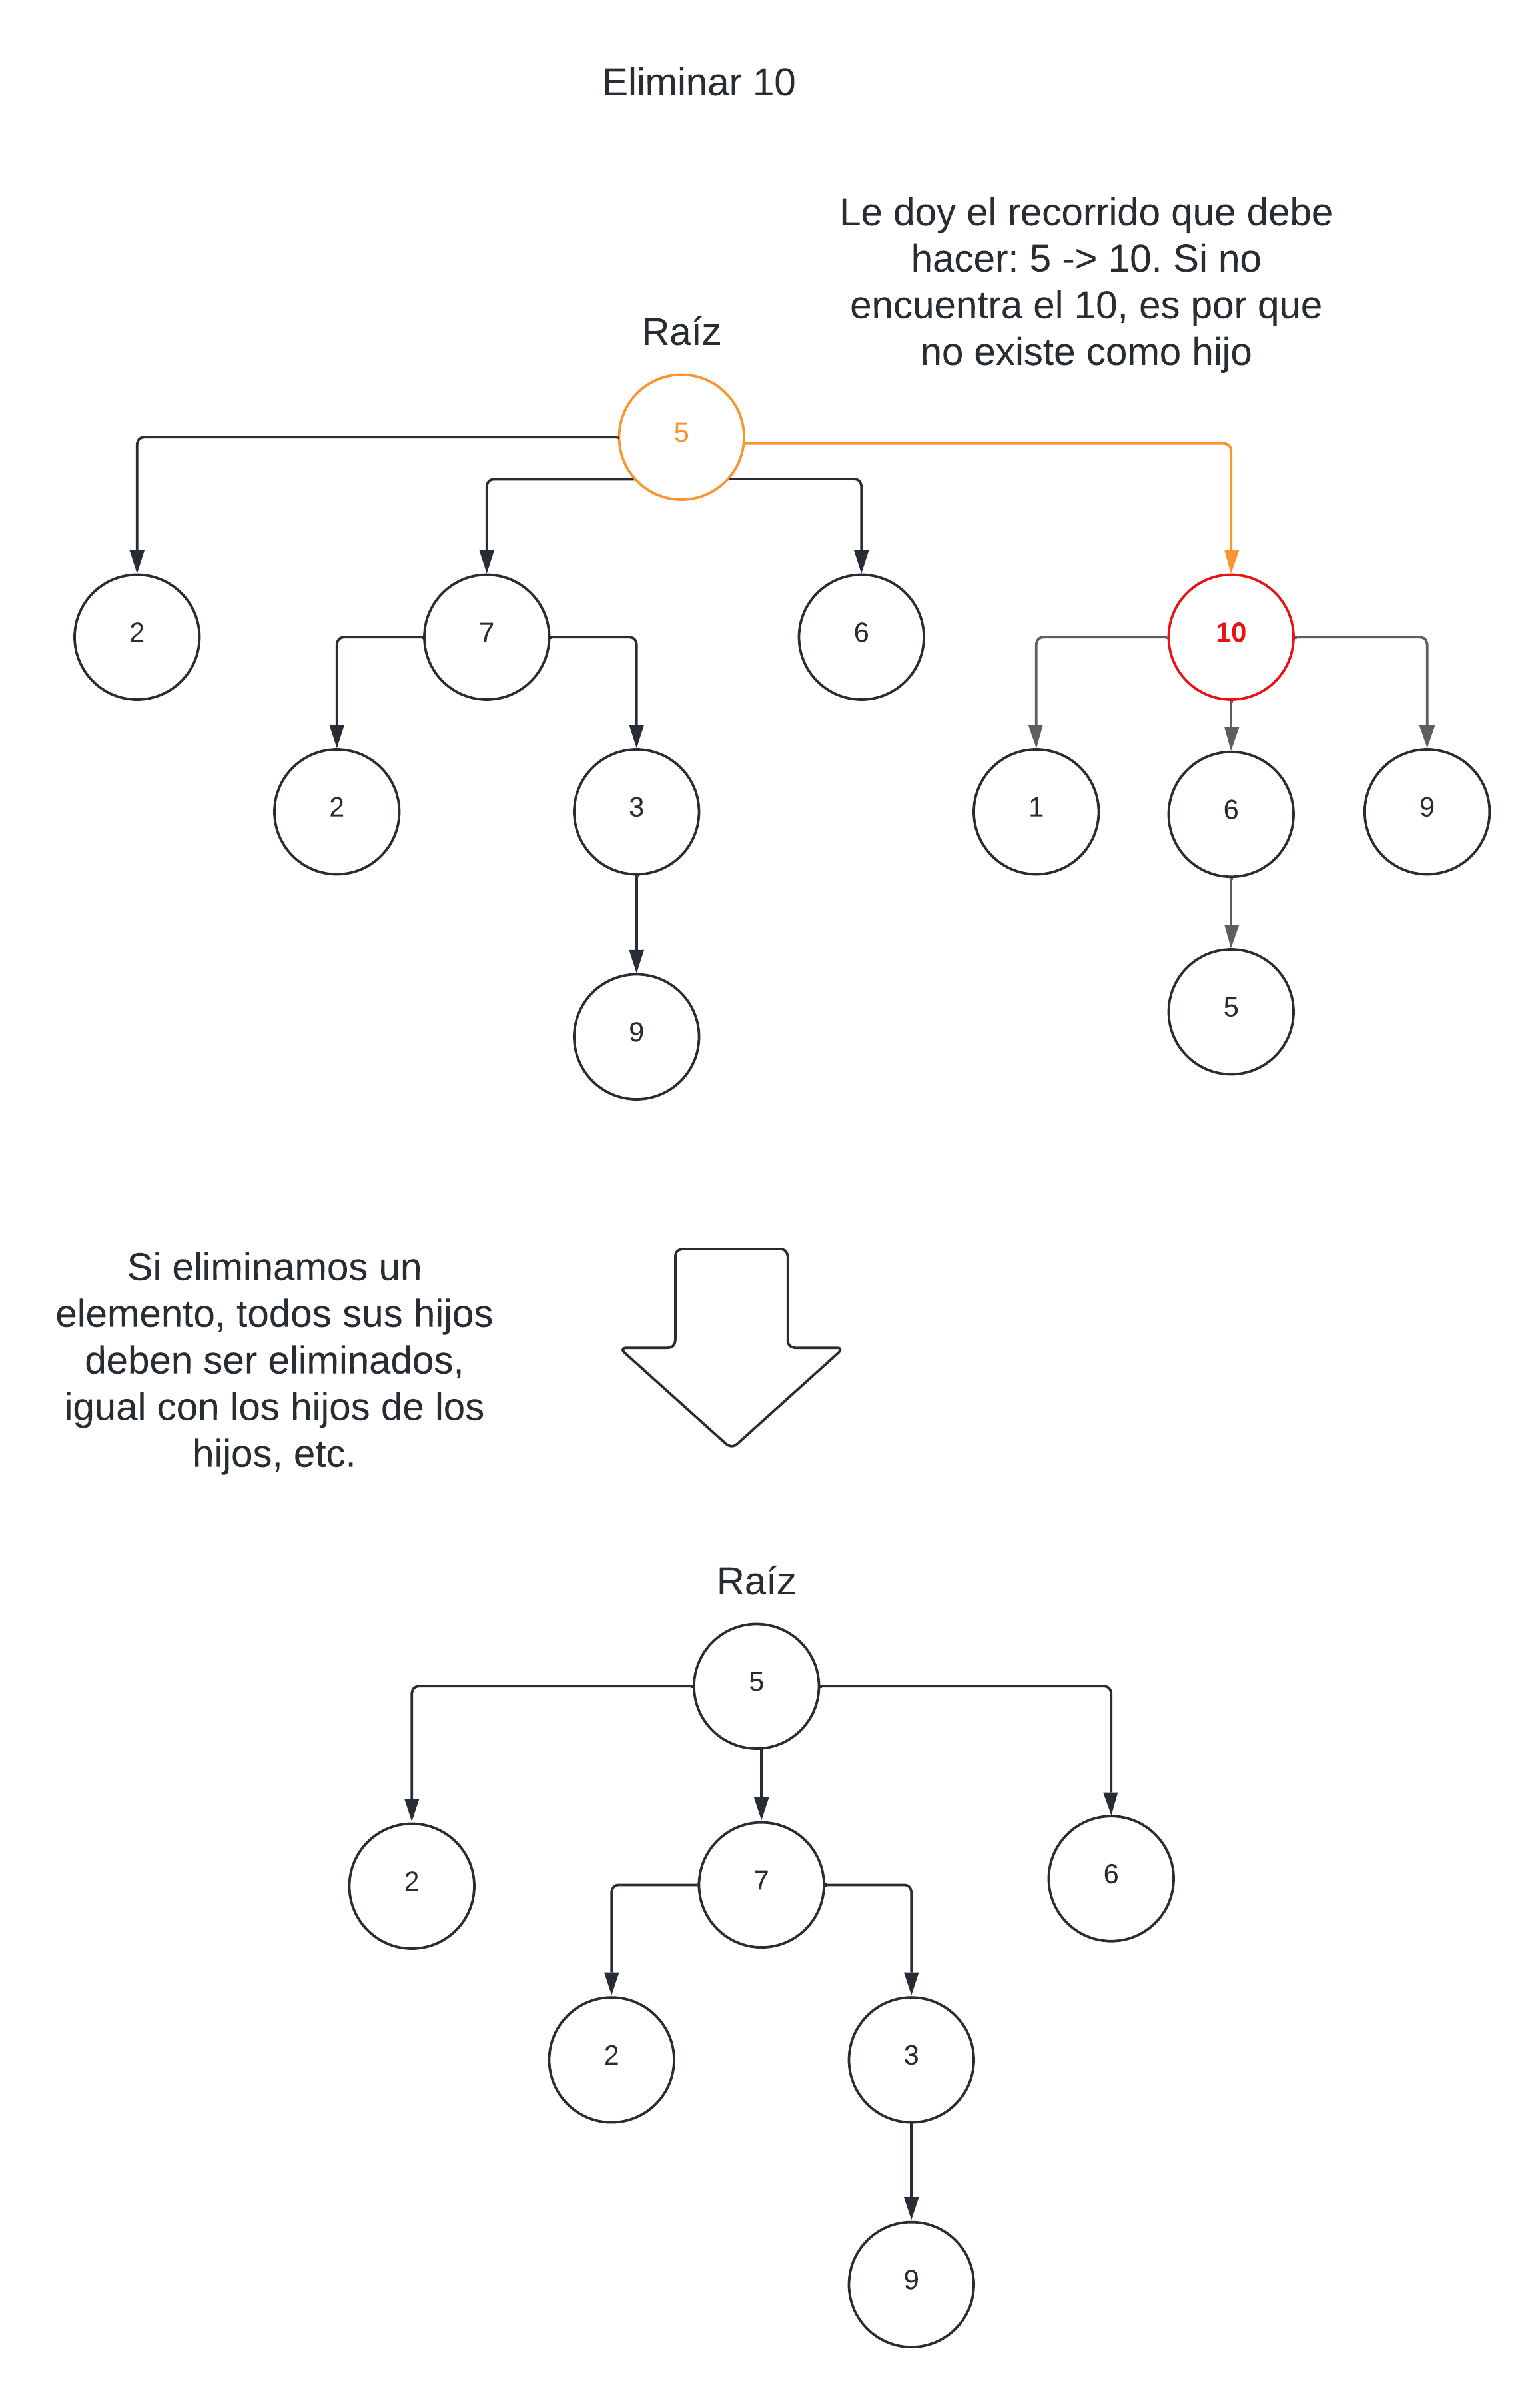 Eliminar 10
Le doy el recorrido que debe
hacer: 5 -> 10. Si no
encuentra el 10, es por que
no existe como hijo
Raíz
5
2
7
6
10
2
3
1
6
9
9
5
Si eliminamos un
elemento, todos sus hijos
deben ser eliminados,
igual con los hijos de los
hijos, etc.
Raíz
5
2
7
6
2
3
9